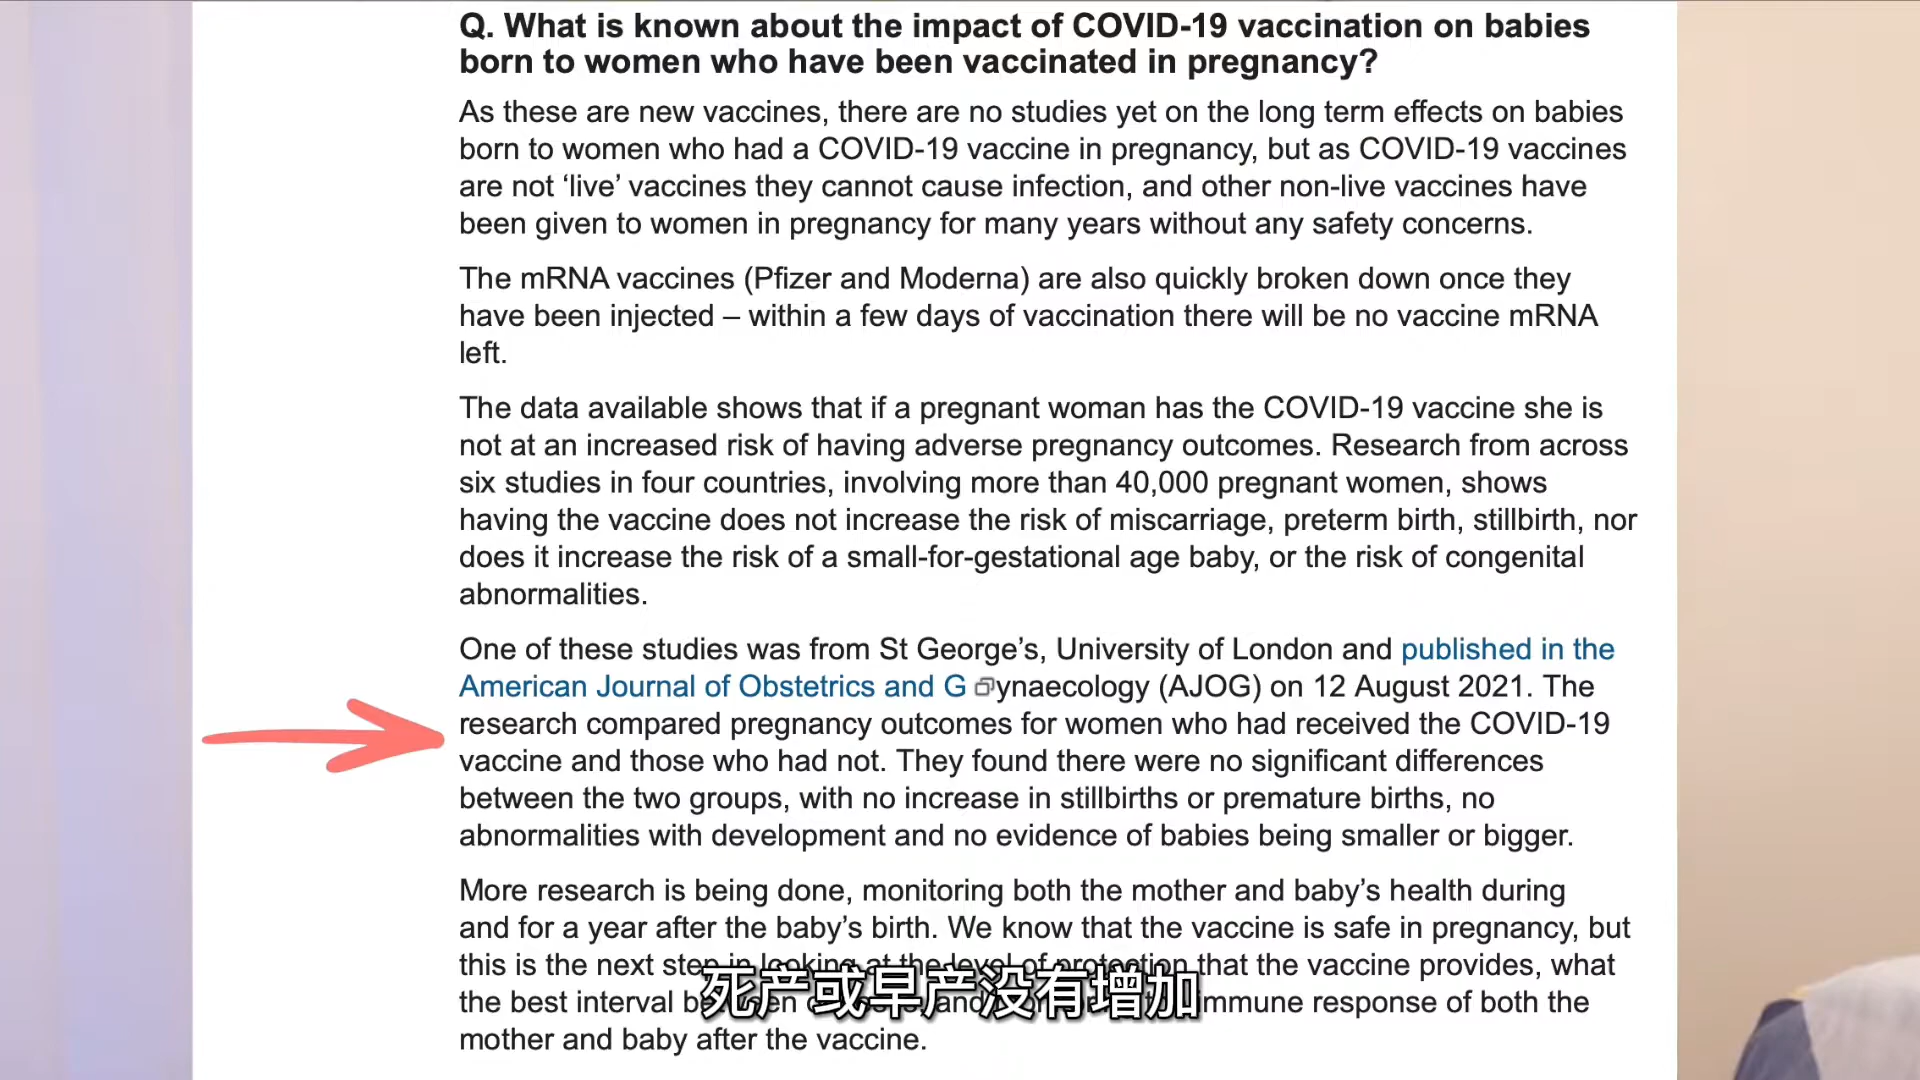 Q. What is known about the impact of COVID-19 vaccination on babies
born to women who have been vaccinated in pregnancy?
As these are new vaccines, there are no studies yet on the long term effects on babies
born to women who had a COVID-19 vaccine in pregnancy, but as COVID-19 vaccines
are not ‘live’ vaccines they cannot cause infection, and other non-live vaccines have
been given to women in pregnancy for many years without any safety concerns.
The mRNA vaccines (Pfizer and Moderna) are also quickly broken down once they
have been injected – within a few days of vaccination there will be no vaccine mRNA
left.
The data available shows that if a pregnant woman has the COVID-19 vaccine she is
not at an increased risk of having adverse pregnancy outcomes. Research from across
six studies in four countries, involving more than 40,000 pregnant women, shows
having the vaccine does not increase the risk of miscarriage, preterm birth, stillbirth, nor
does it increase the risk of a small-for-gestational age baby, or the risk of congenital
abnormalities.
One of these studies was from St George’s, University of London and published in the
American Journal of Obstetrics and G ynaecology (AJOG) on 12 August 2021. The
research compared pregnancy outcomes for women who had received the COVID-19
vaccine and those who had not. They found there were no significant differences
between the two groups, with no increase in stillbirths or premature births, no
abnormalities with development and no evidence of babies being smaller or bigger.
More research is being done, monitoring both the mother and baby’s health during
and for a year after the baby’s birth. We know that the vaccine is safe in pregnancy, but
this is the next step in looking at the level of protection that the vaccine provides, what
the best interval immune response of both the
mother and baby after the vaccine.
死产或早产没有增加